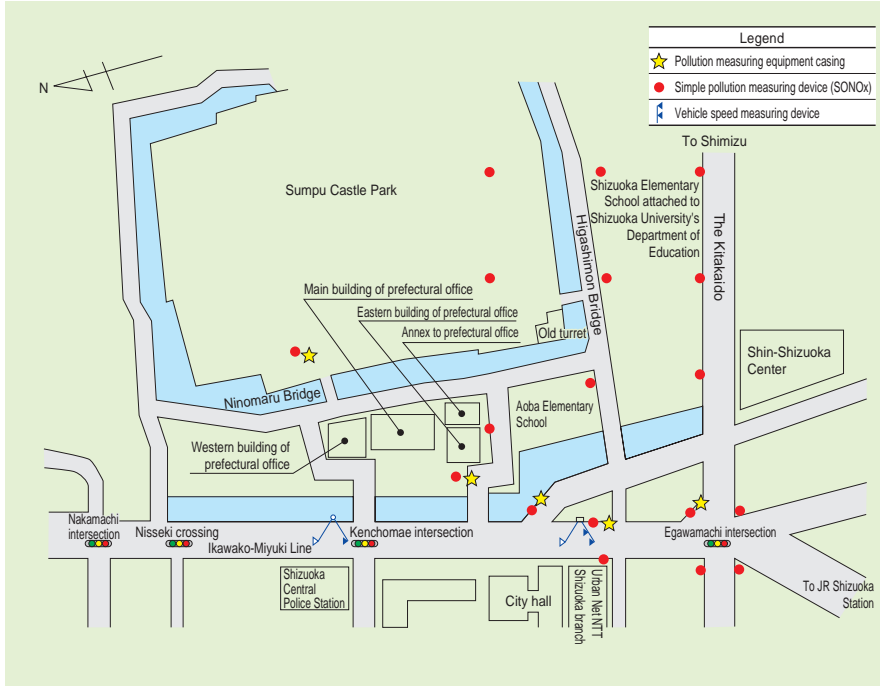 Legend
Pollution measuring equipment casing
Simple pollution measuring device (SONOx)
Vehicle speed measuring device
N
To Shimizu
Sumpu Castle Park
Shizuoka Elementary
School attached to
Shizuoka University's
Department of
Education
The Kitakaido
Higashimon Bridge
Main building of prefectural office
Eastern building of prefectural office
Annex to prefectural office
Old turret
Shin-Shizuoka
Center
Ninomaru Bridge
Aoba Elementary
School
Western building of
prefectural office
Nakamachi
intersection
Nisseki crossing
Kenchomae intersection
Egawamachi intersection
Ikawako-Miyuki Line
Shizuoka
Central
Police Station
City hall
Urban Net NTT
Shizuoka branch
To JR Shizuoka
Station